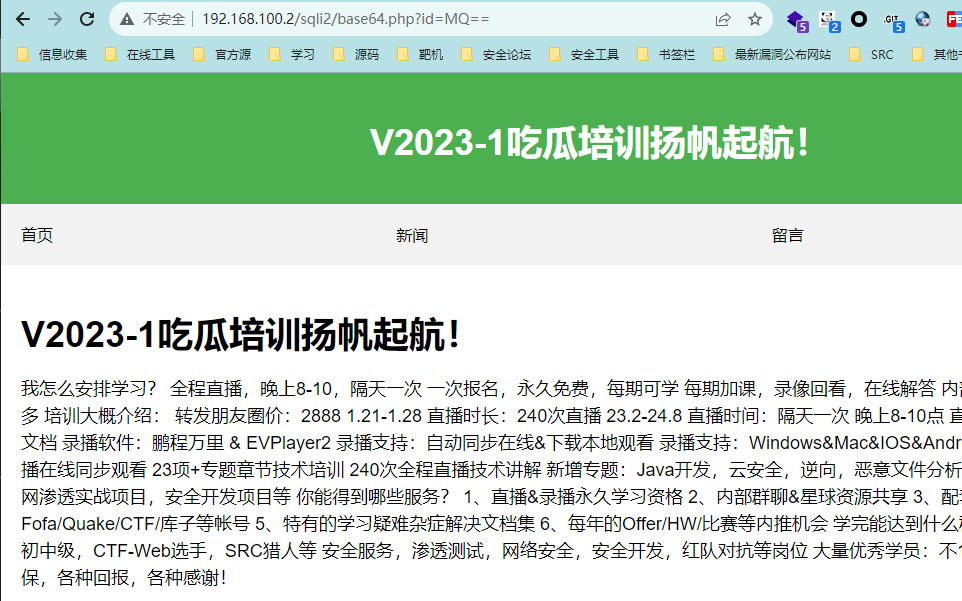 不安全 192.168.100.2/sqli2/base64.php?id=MQ== 5 2 .GIT 5 FE
信息收集 在线工具 官方源 学习 源码 靶机 安全论坛 安全工具 书签栏 最新漏洞公布网站 SRC 其他
V2023-1吃瓜培训扬帆起航！
首页 新闻 留言
V2023-1吃瓜培训扬帆起航！
我怎么安排学习？ 全程直播，晚上8-10，隔天一次 一次报名，永久免费，每期可学 每期加课，录像回看，在线解答 内
多 培训大概介绍： 转发朋友圈价：2888 1.21-1.28 直播时长：240次直播 23.2-24.8 直播时间：隔天一次 晚上8-10点 直
文档 录播软件：鹏程万里 & EVPlayer2 录播支持：自动同步在线&下载本地观看 录播支持：Windows&Mac&IOS&Andr
播在线同步观看 23项+专题章节技术培训 240次全程直播技术讲解 新增专题：Java开发，云安全，逆向，恶意文件分析
网渗透实战项目，安全开发项目等 你能得到哪些服务？ 1、直播&录播永久学习资格 2、内部群聊&星球资源共享 3、配
Fofa/Quake/CTF/库子等帐号 5、特有的学习疑难杂症解决文档集 6、每年的Offer/HW/比赛等内推机会 学完能达到什么
初中级，CTF-Web选手，SRC猎人等 安全服务，渗透测试，网络安全，安全开发，红队对抗等岗位 大量优秀学员：不
保，各种回报，各种感谢！